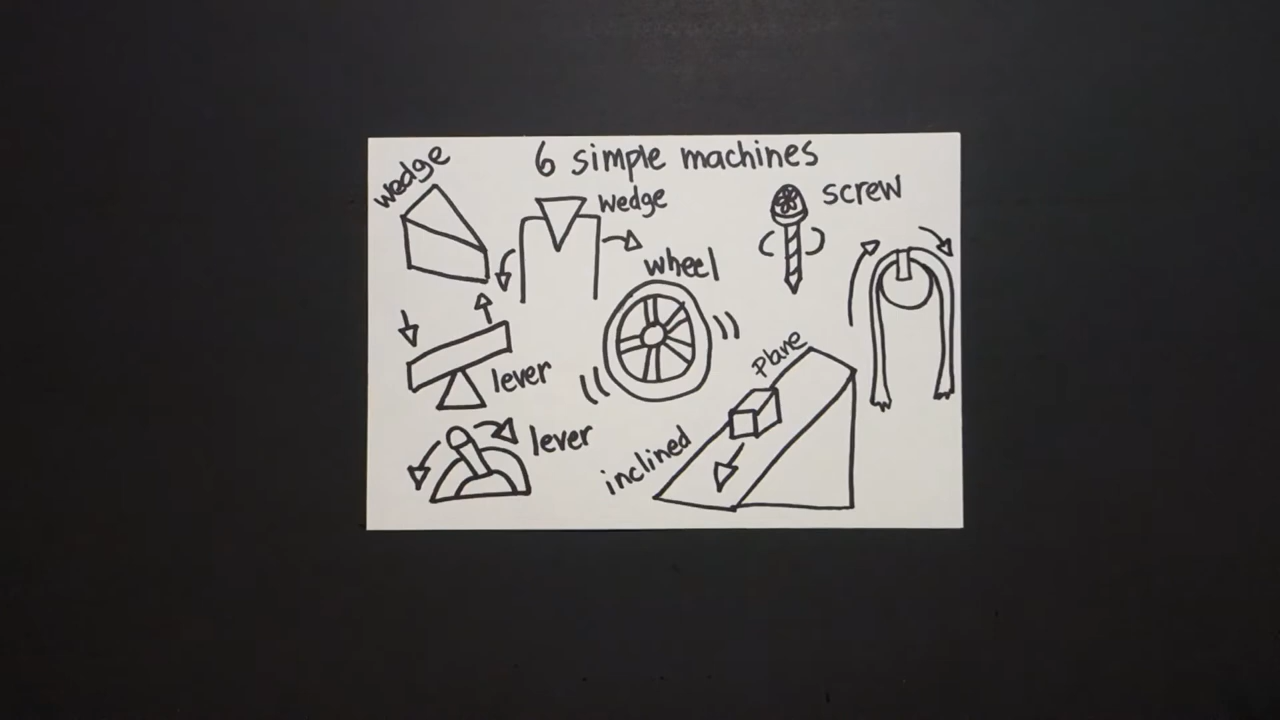 6 simple machines
wedge
wedge
screw
wheel
lever
plane
inclined
lever